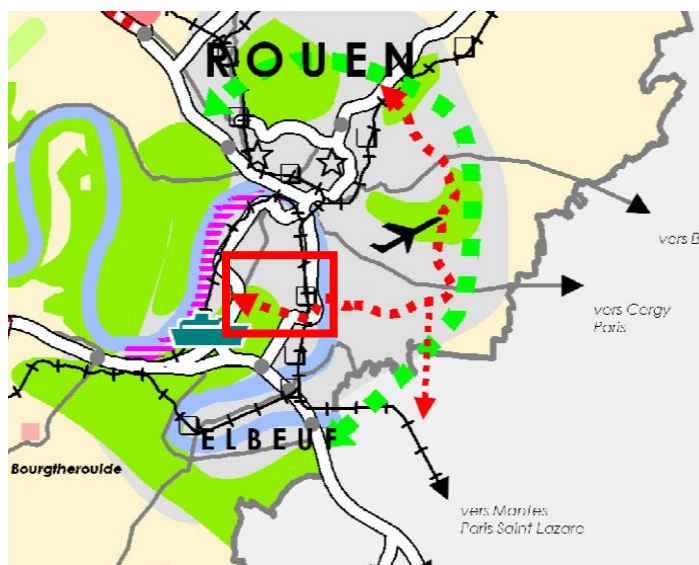 ROUEN
vers B
vers Cergy
Paris
ELBEUF
Bourgtheroulde
vers Mantes
Paris Saint Lazare